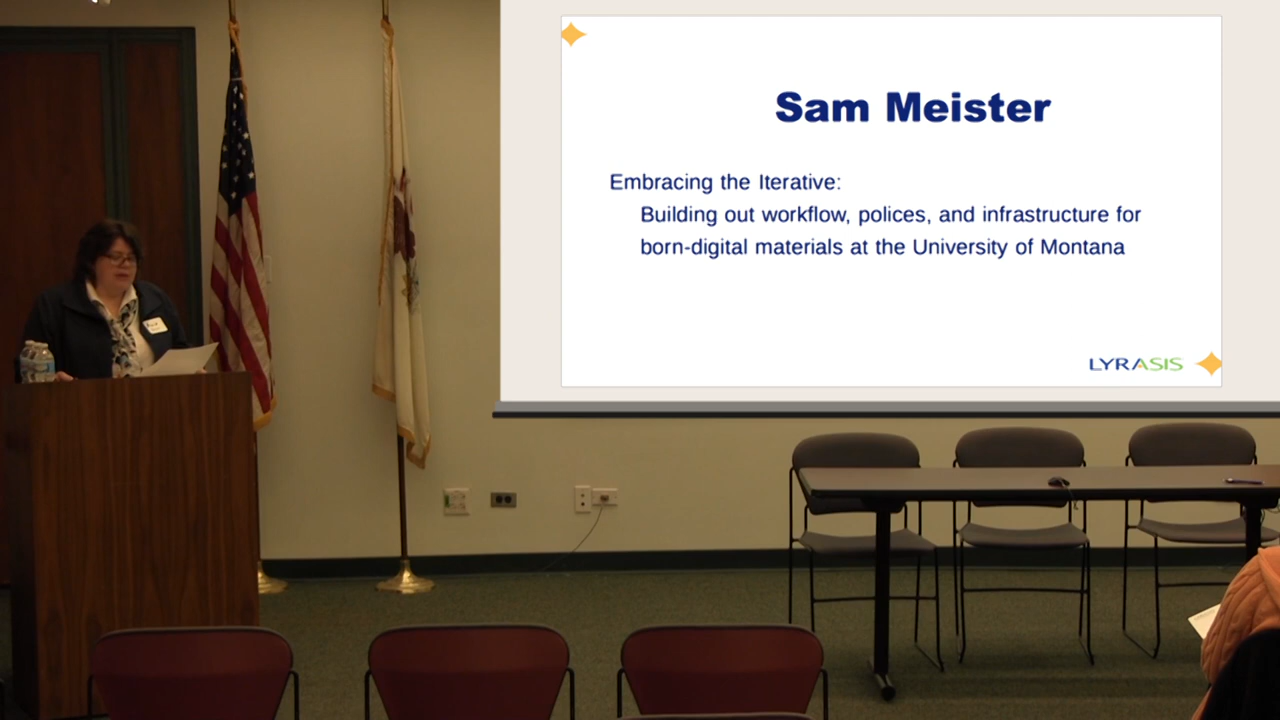 Sam Meister
Embracing the Iterative:
Building out workflow, polices, and infrastructure for
born-digital materials at the University of Montana
LYRASIS